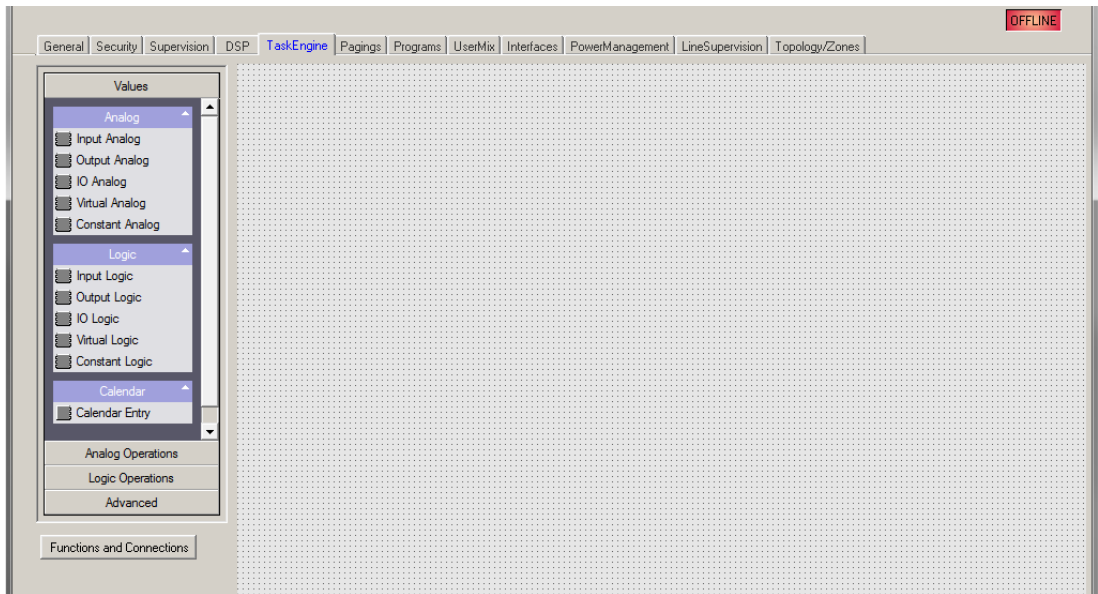 OFFLINE
General Security Supervision DSP TaskEngine Pagings Programs UserMix Interfaces PowerManagement LineSupervision Topology/Zones
Values
Analog
Input Analog
Output Analog
IO Analog
Virtual Analog
Constant Analog
Logic
Input Logic
Output Logic
IO Logic
Virtual Logic
Constant Logic
Calendar
Calendar Entry
Analog Operations
Logic Operations
Advanced
Functions and Connections